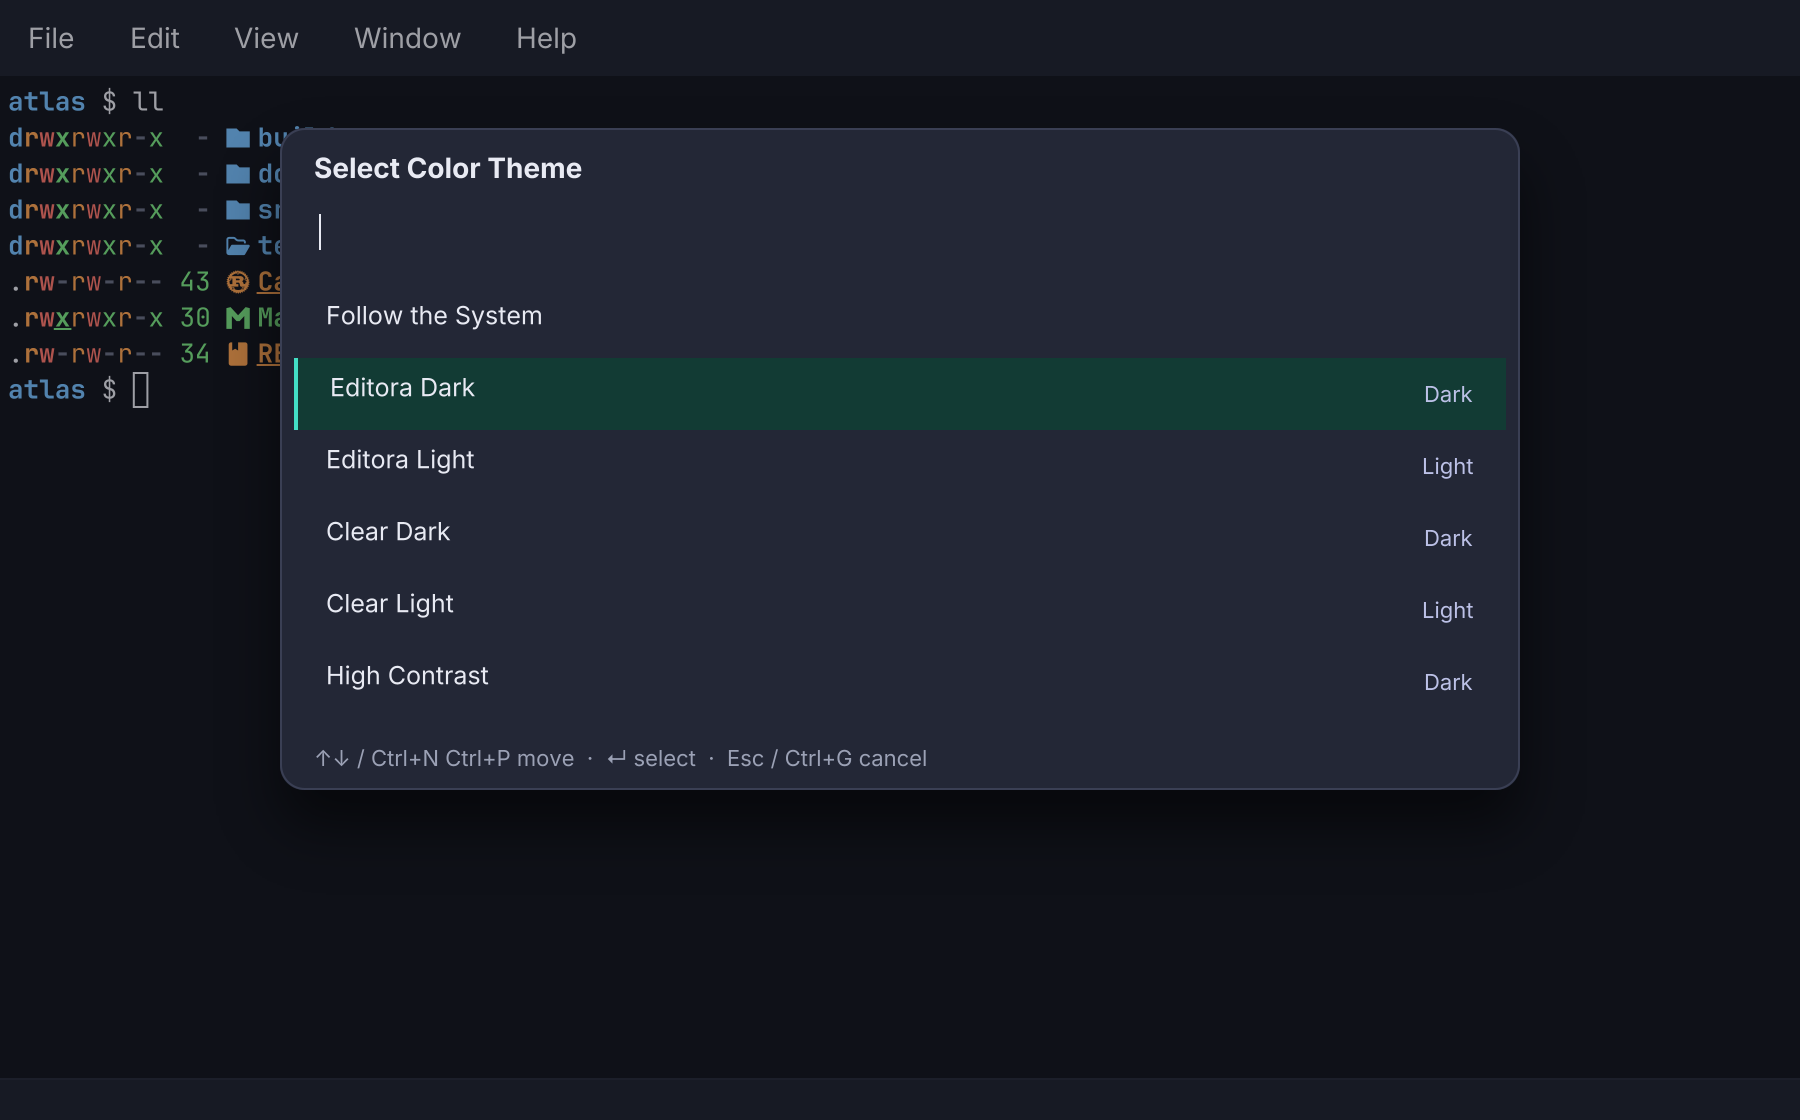 File Edit View Window Help
atlas $ ll
drwxrwxr-x -
drwxrwxr-x -
drwxrwxr-x -
drwxrwxr-x -
.rw-rw-r-- 43
.rwxrwxr-x 30
.rw-rw-r-- 34
atlas $
Select Color Theme
Follow the System
Editora Dark Dark
Editora Light Light
Clear Dark Dark
Clear Light Light
High Contrast Dark
↑↓ / Ctrl+N Ctrl+P move · ↵ select · Esc / Ctrl+G cancel